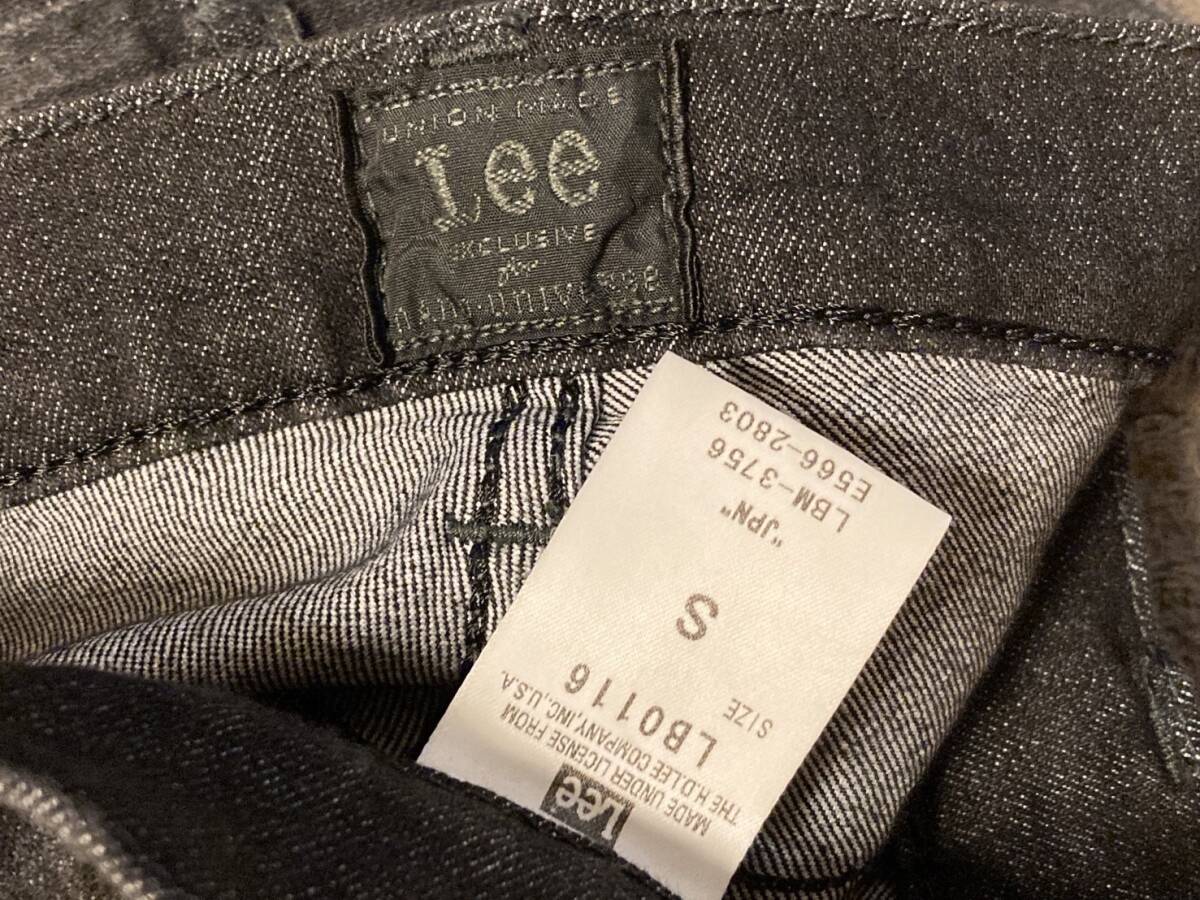 UNION MADE
Lee
EXCLUSIVE
for
Lee
MADE UNDER LICENSE FROM
THE H.D.LEE COMPANY,INC,U.S.A.
LB0116
SIZE
S
"JPN"
LBM-3756
E566-2803